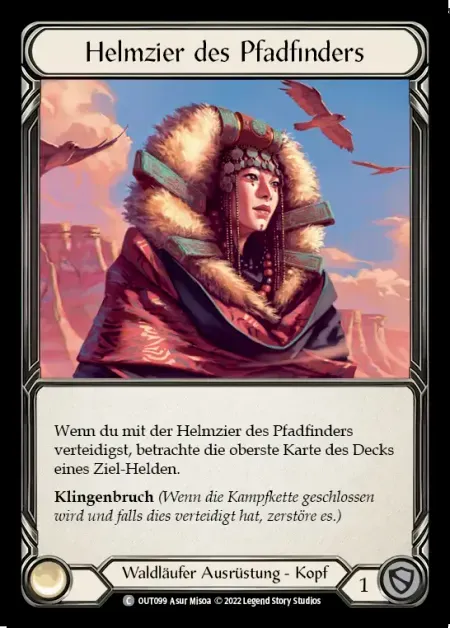 Helmzier des Pfadfinders
Wenn du mit der Helmzier des Pfadfinders
verteidigst, betrachte die oberste Karte des Decks
eines Ziel-Helden.
Klingenbruch (Wenn die Kampfkette geschlossen
wird und falls dies verteidigt hat, zerstöre es.)
Waldläufer Ausrüstung - Kopf
1
C OUT099 Asur Misoa © 2022 Legend Story Studios